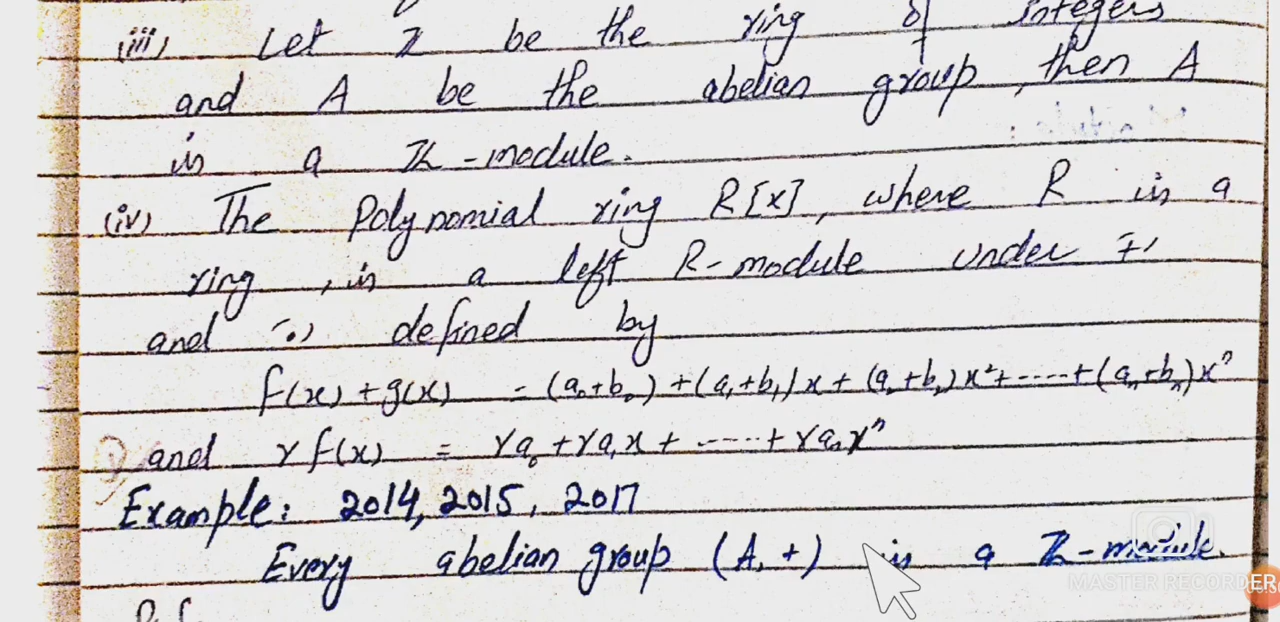 (iii) Let ℤ be the ring of integers
and A be the abelian group, then A
is a ℤ-module.
(iv) The Polynomial ring R[x], where R is a
ring, is a left R-module under '+'
and '.' defined by
f(x) + g(x) = (a₀+b₀) + (a₁+b₁)x + (a₂+b₂)x² + ----- + (aₙ+bₙ)xⁿ
and r f(x) = ra₀ + ra₁x + ----- + raₙxⁿ
Example: 2014, 2015, 2017
Every abelian group (A, +) is a ℤ-module.
MASTER RECORDER